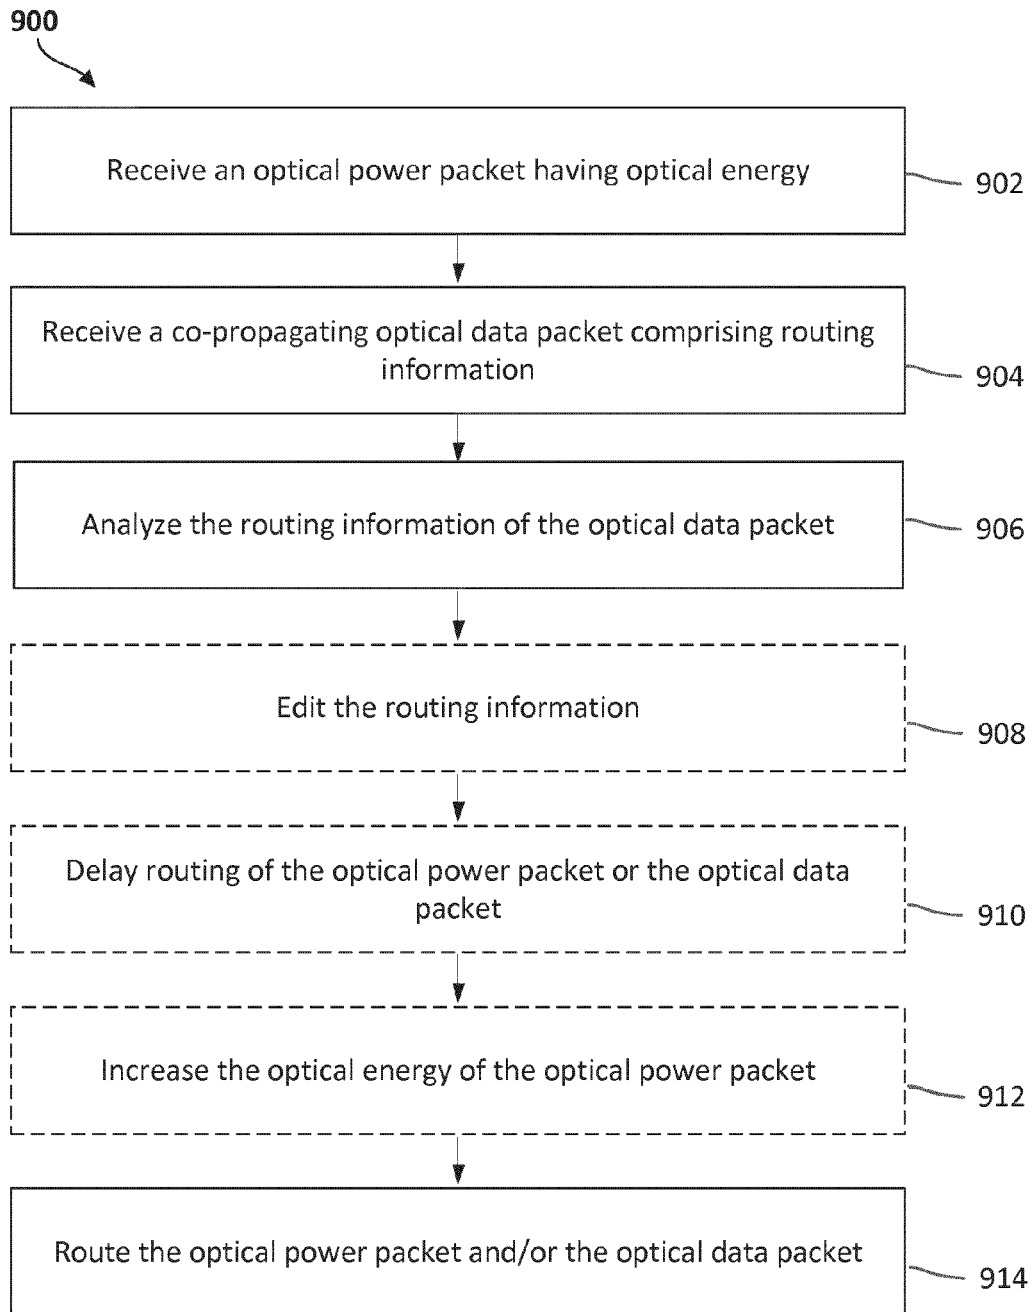 900
Receive an optical power packet having optical energy
902
Receive a co-propagating optical data packet comprising routing
information
904
Analyze the routing information of the optical data packet
906
Edit the routing information
908
Delay routing of the optical power packet or the optical data
packet
910
Increase the optical energy of the optical power packet
912
Route the optical power packet and/or the optical data packet
914